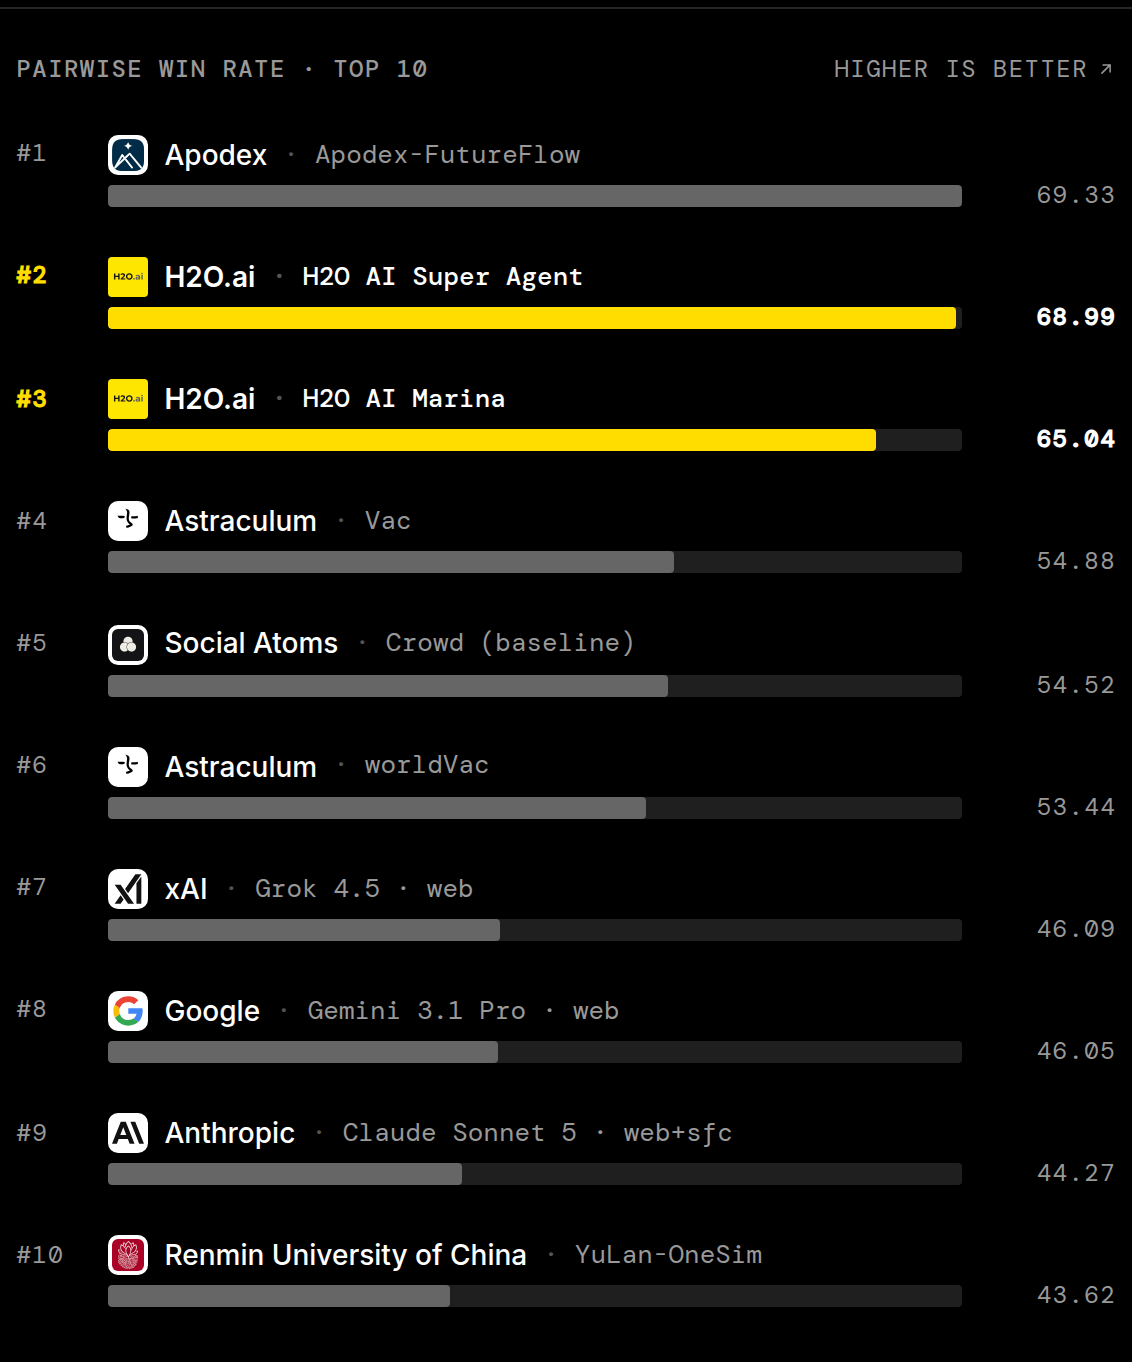 PAIRWISE WIN RATE · TOP 10 HIGHER IS BETTER ↗
#1 Apodex · Apodex-FutureFlow
69.33
#2 H2O.ai H2O.ai · H2O AI Super Agent
68.99
#3 H2O.ai H2O.ai · H2O AI Marina
65.04
#4 Astraculum · Vac
54.88
#5 Social Atoms · Crowd (baseline)
54.52
#6 Astraculum · worldVac
53.44
#7 xAI · Grok 4.5 · web
46.09
#8 Google · Gemini 3.1 Pro · web
46.05
#9 Anthropic · Claude Sonnet 5 · web+sfc
44.27
#10 Renmin University of China · YuLan-OneSim
43.62